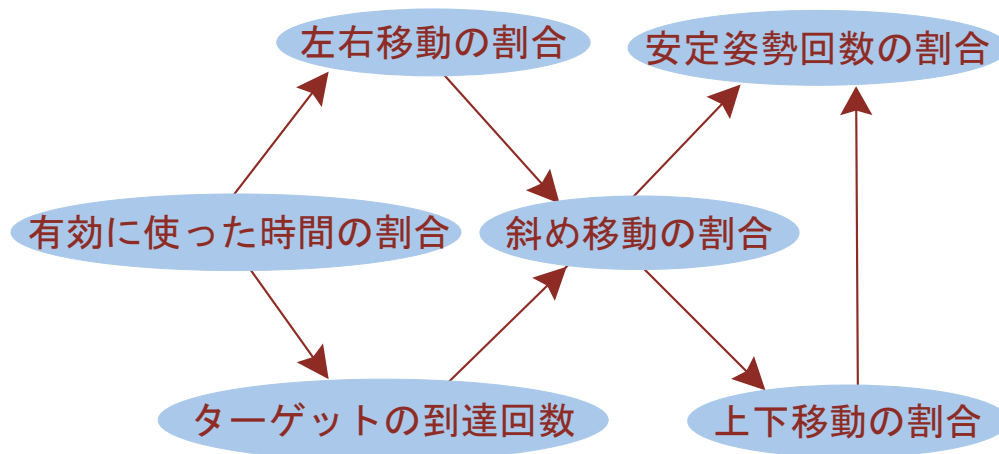 左右移動の割合
安定姿勢回数の割合
有効に使った時間の割合
斜め移動の割合
ターゲットの到達回数
上下移動の割合